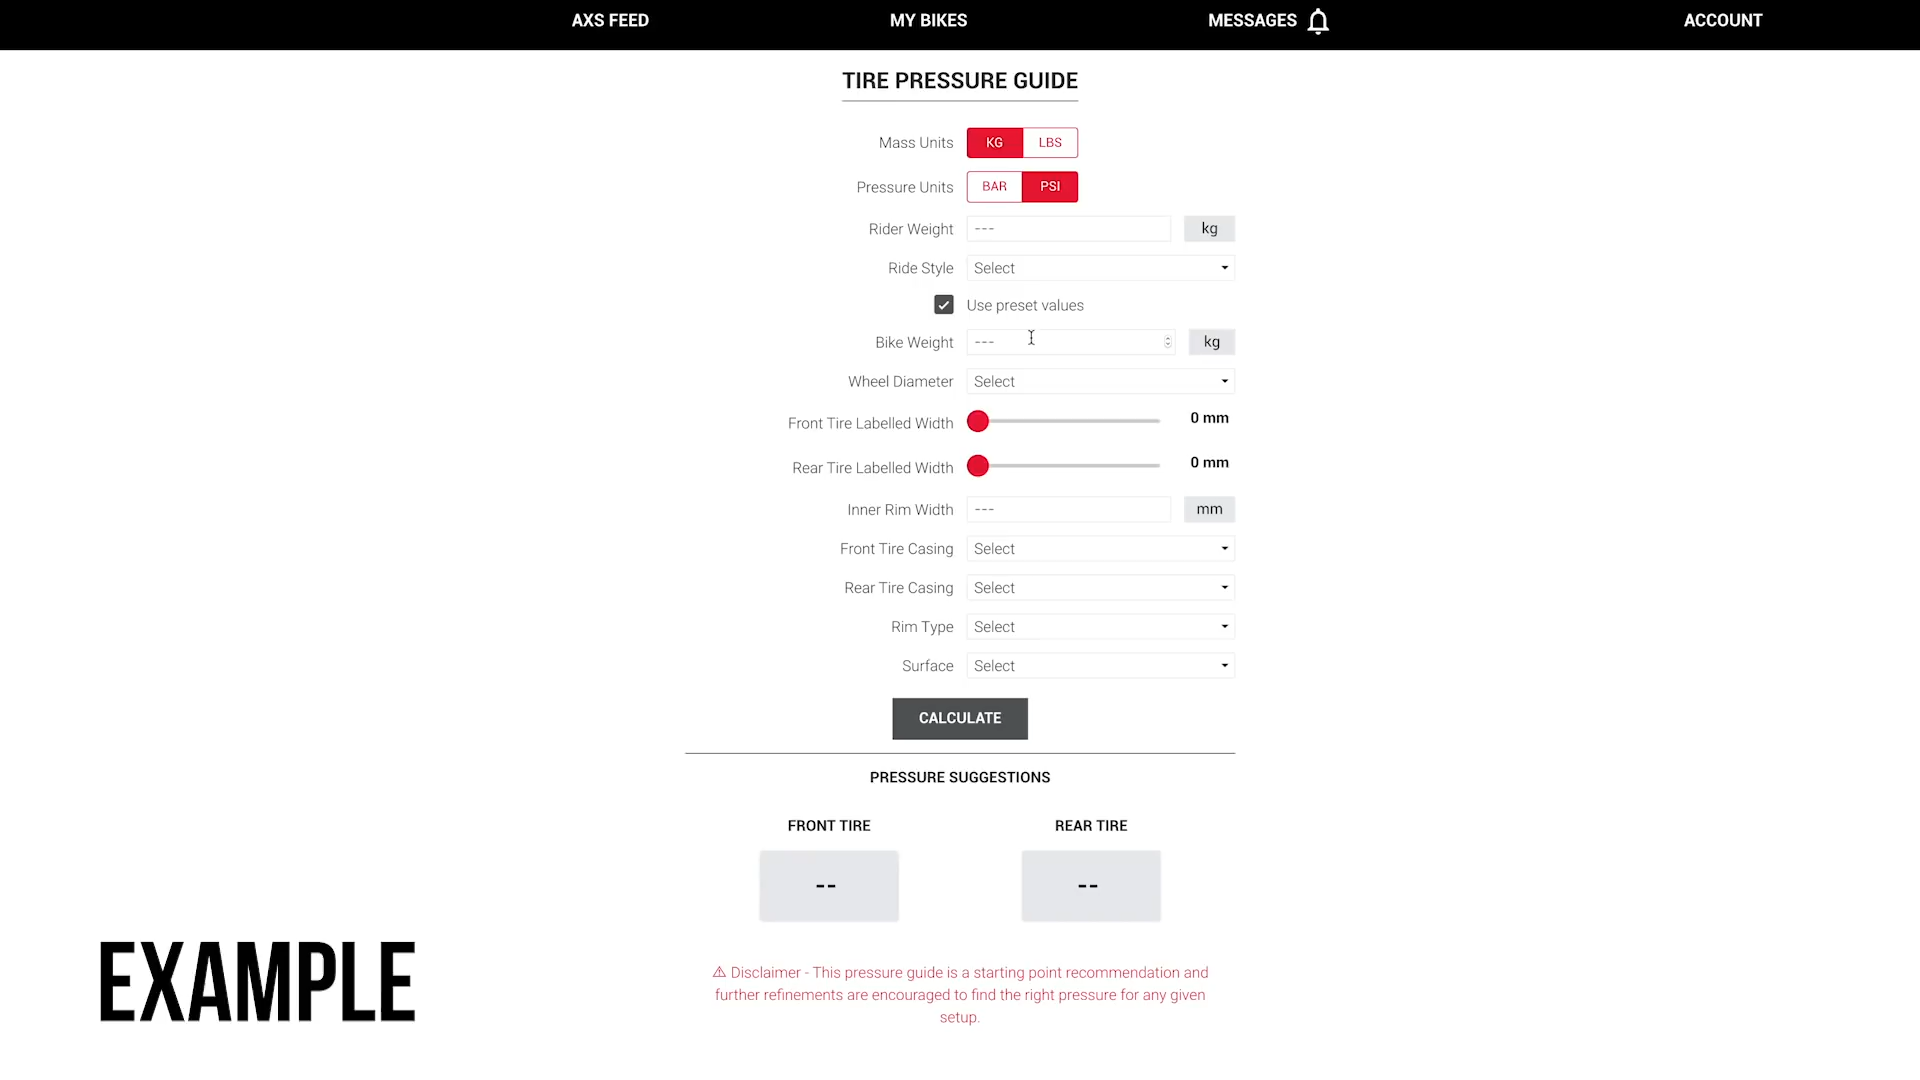 AXS FEED
MY BIKES
MESSAGES
ACCOUNT
TIRE PRESSURE GUIDE
Mass Units KG LBS
Pressure Units BAR PSI
Rider Weight --- kg
Ride Style Select
Use preset values
Bike Weight --- kg
Wheel Diameter Select
Front Tire Labelled Width 0 mm
Rear Tire Labelled Width 0 mm
Inner Rim Width --- mm
Front Tire Casing Select
Rear Tire Casing Select
Rim Type Select
Surface Select
CALCULATE
PRESSURE SUGGESTIONS
FRONT TIRE REAR TIRE
-- --
EXAMPLE
⚠ Disclaimer - This pressure guide is a starting point recommendation and
further refinements are encouraged to find the right pressure for any given
setup.